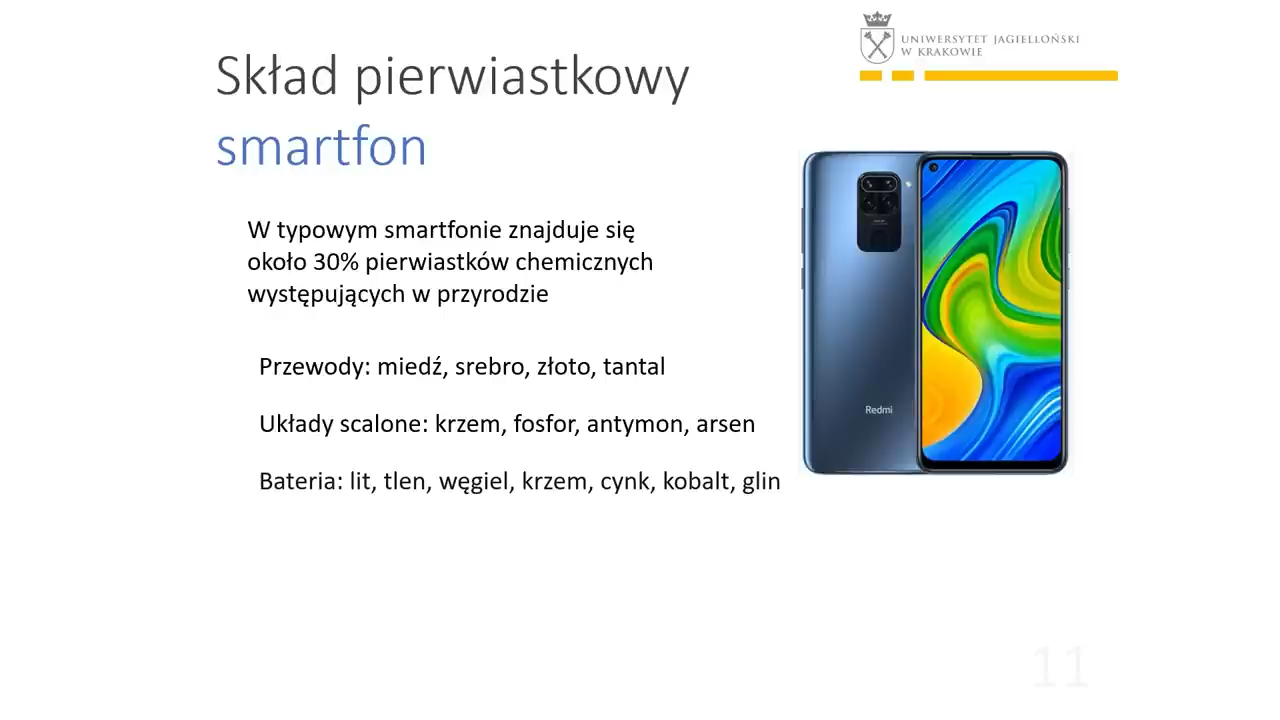 UNIWERSYTET JAGIELLOŃSKI
W KRAKOWIE
Skład pierwiastkowy
smartfon
W typowym smartfonie znajduje się
około 30% pierwiastków chemicznych
występujących w przyrodzie
Przewody: miedź, srebro, złoto, tantal
Układy scalone: krzem, fosfor, antymon, arsen
Bateria: lit, tlen, węgiel, krzem, cynk, kobalt, glin
Redmi
11